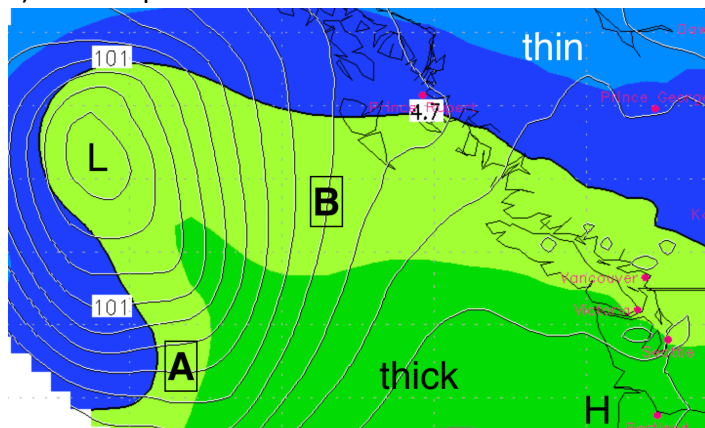 thin
101
Prince George
Prince Rupert
4.7
L
B
Vancouver
101
Victoria
Seattle
A
thick
H